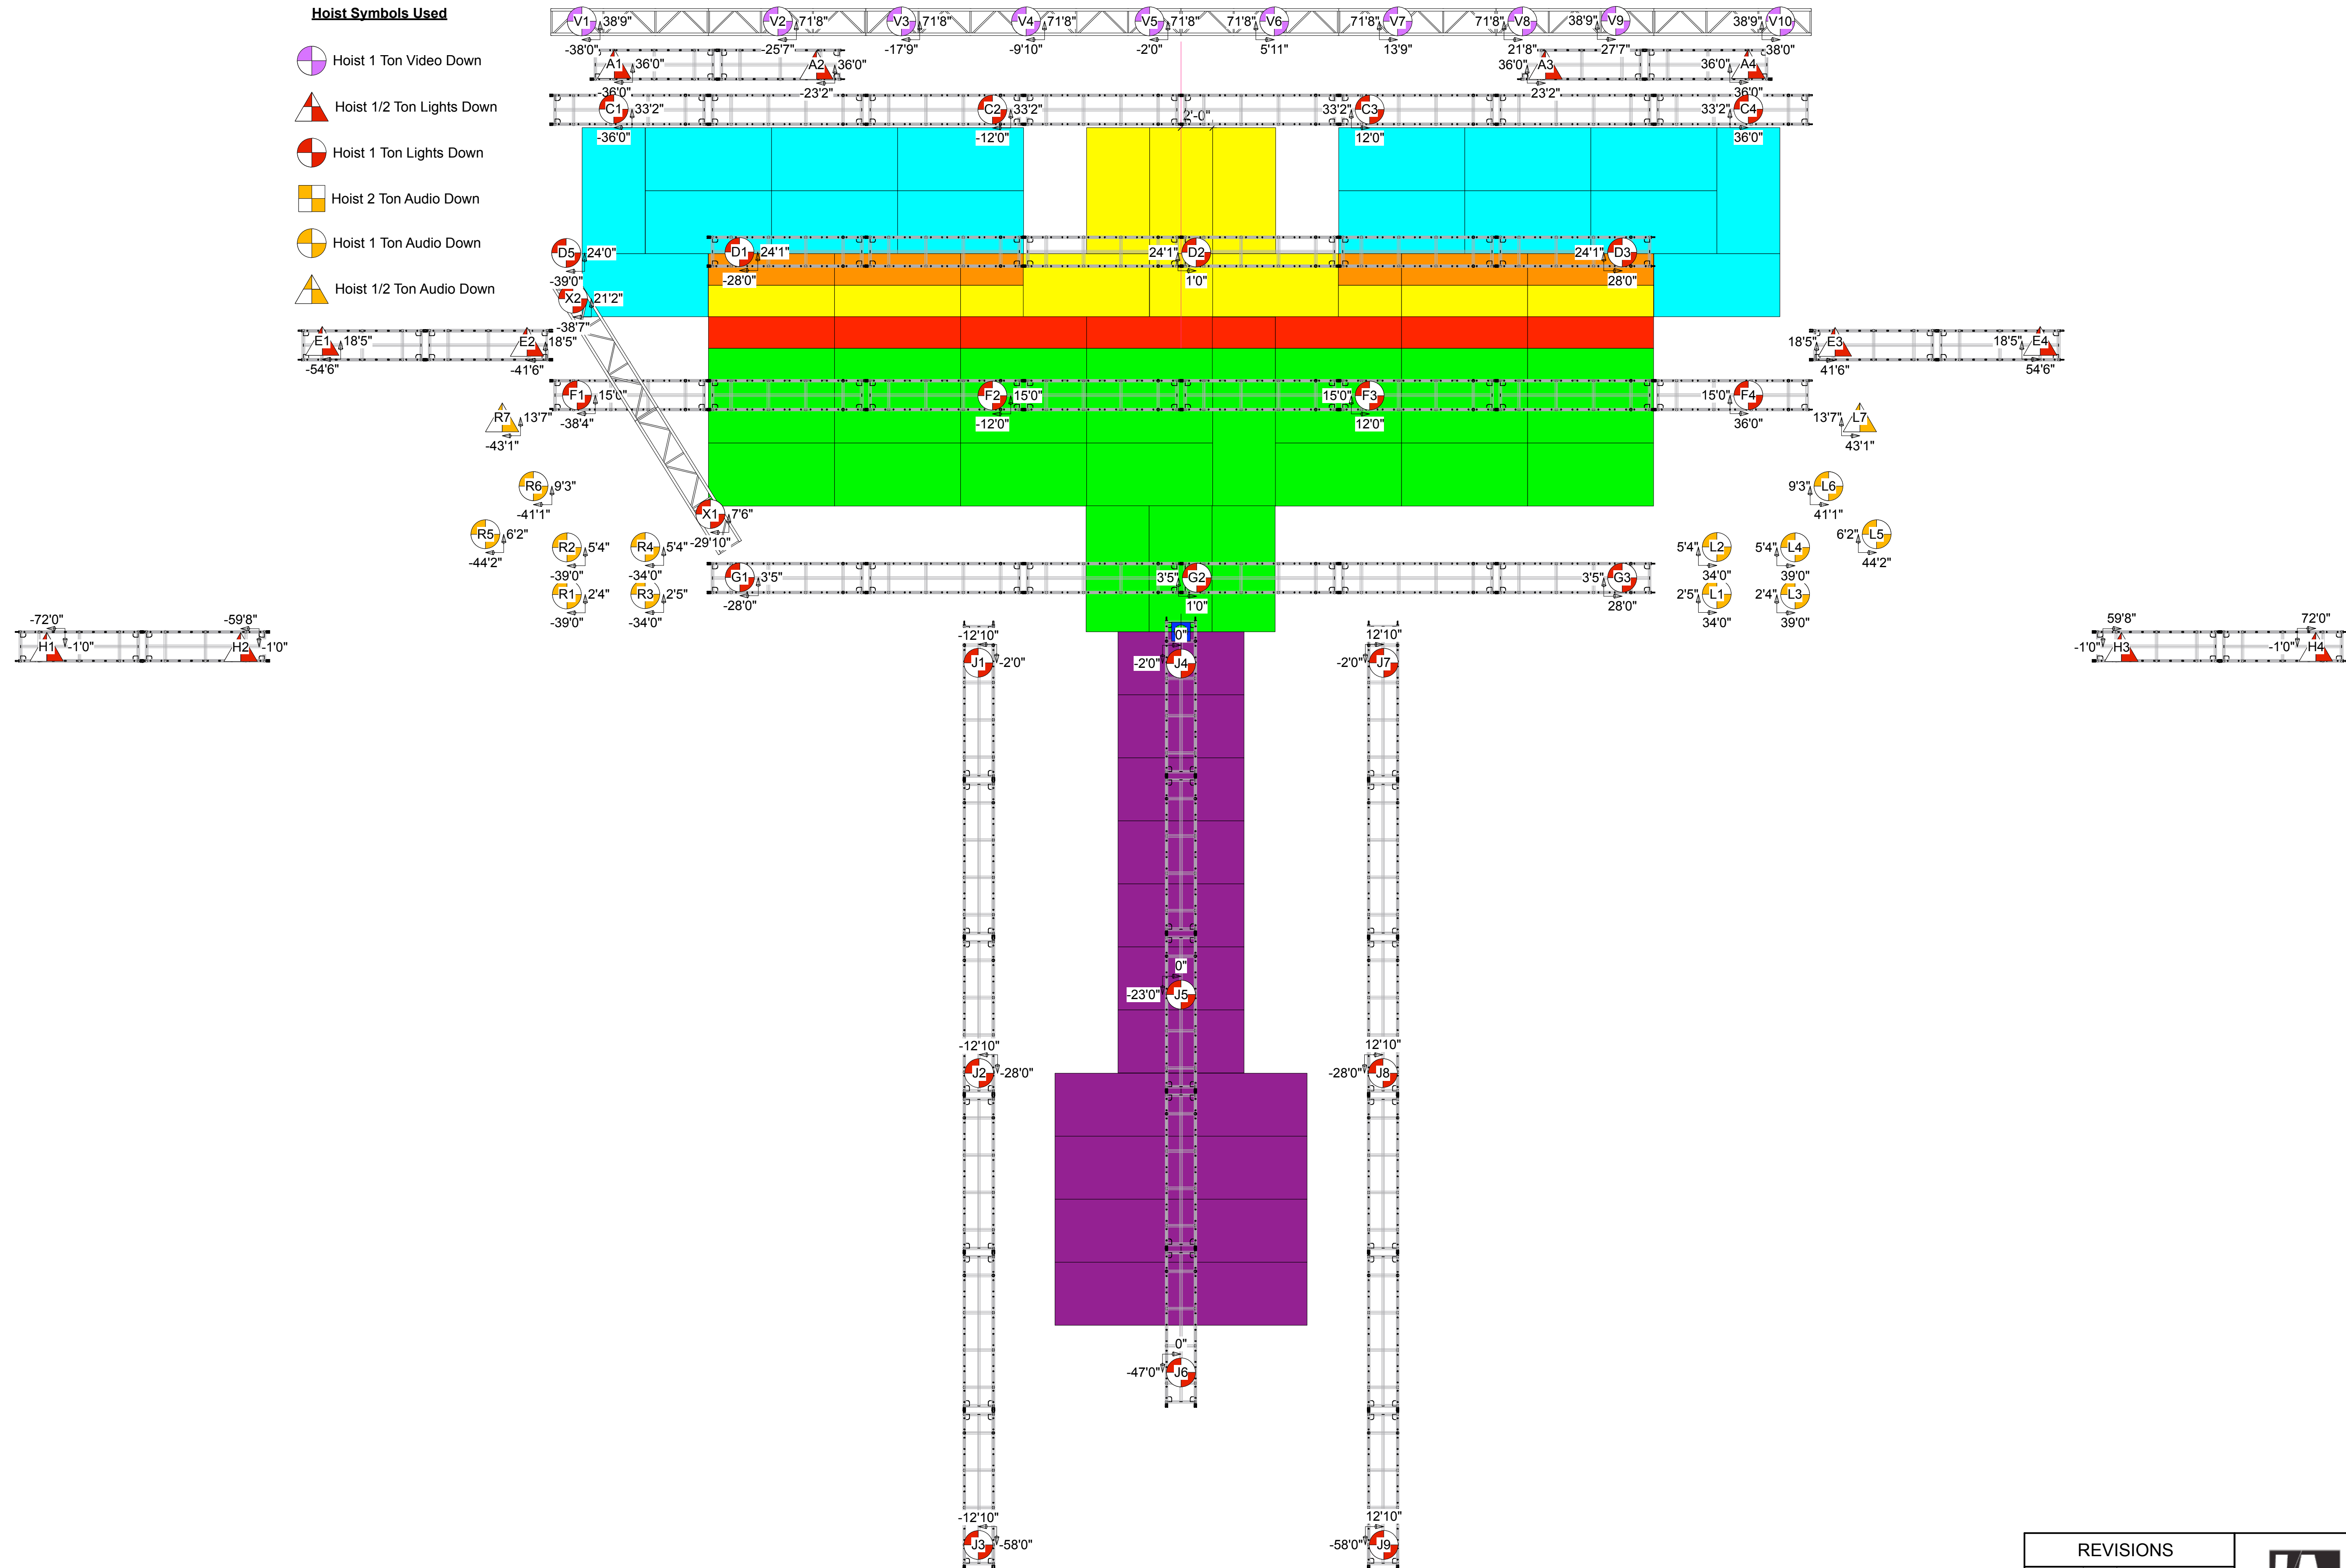 Hoist Symbols Used
Hoist 1 Ton Video Down
Hoist 1/2 Ton Lights Down
Hoist 1 Ton Lights Down
Hoist 2 Ton Audio Down
Hoist 1 Ton Audio Down
Hoist 1/2 Ton Audio Down
V1 38'9" V2 71'8" V3 71'8" V4 71'8" V5 71'8" 71'8" V6 71'8" V7 71'8" V8 38'9" V9 38'9" V10
-38'0" -25'7" -17'9" -9'10" -2'0" 5'11" 13'9" 21'8" 27'7" 38'0"
A1 36'0" A2 36'0" 36'0" A3 36'0" A4
-36'0" -23'2" 23'2" 36'0"
C1 33'2" C2 33'2" 33'2" C3 33'2" C4
2'-0"
-36'0" -12'0" 12'0" 36'0"
D5 24'0" D1 24'1" 24'1" D2 24'1" D3
-39'0" -28'0" 1'0" 28'0"
X2 21'2"
-38'7"
E1 18'5" E2 18'5" 18'5" E3 18'5" E4
-54'6" -41'6" 41'6" 54'6"
F1 15'0" F2 15'0" 15'0" F3 15'0" F4
-38'4" -12'0" 12'0" 36'0"
R7 13'7" 13'7" L7
-43'1" 43'1"
R6 9'3" 9'3" L6
-41'1" 41'1"
X1 7'6"
-29'10"
R5 6'2" 6'2" L5
-44'2" 44'2"
R2 5'4" R4 5'4" 5'4" L2 5'4" L4
-39'0" -34'0" 34'0" 39'0"
G1 3'5" 3'5" G2 3'5" G3
-28'0" 1'0" 28'0"
R1 2'4" R3 2'5" 2'5" L1 2'4" L3
-39'0" -34'0" 34'0" 39'0"
-72'0" -59'8" 59'8" 72'0"
H1 -1'0" H2 -1'0" -1'0" H3 -1'0" H4
-12'10" 0" 12'10"
J1 -2'0" -2'0" J4 -2'0" J7
0"
-23'0" J5
-12'10" 12'10"
J2 -28'0" -28'0" J8
0"
-47'0" J6
-12'10" 12'10"
J3 -58'0" -58'0" J9
REVISIONS